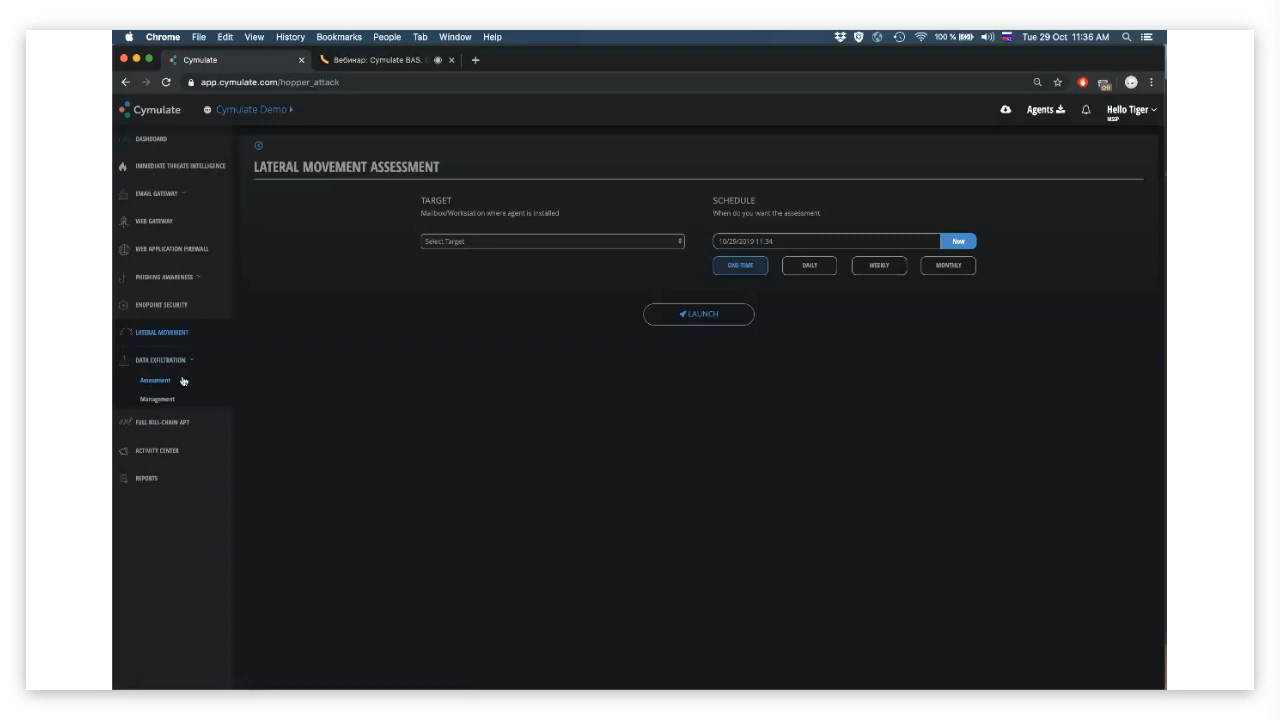 Chrome File Edit View History Bookmarks People Tab Window Help
100 % Tue 29 Oct 11:36 AM
Cymulate
Вебинар: Cymulate BAS.
app.cymulate.com/hopper_attack
Cymulate
Cymulate Demo
Agents
Hello Tiger
MSSP
DASHBOARD
IMMEDIATE THREATS INTELLIGENCE
EMAIL GATEWAY
WEB GATEWAY
WEB APPLICATION FIREWALL
PHISHING AWARENESS
ENDPOINT SECURITY
LATERAL MOVEMENT
DATA EXFILTRATION
Assessment
Management
FULL KILL-CHAIN APT
ACTIVITY CENTER
REPORTS
LATERAL MOVEMENT ASSESSMENT
TARGET
Mailbox/Workstation where agent is installed
Select Target
SCHEDULE
When do you want the assessment
10/29/2019 11:34
Now
ONE-TIME DAILY WEEKLY MONTHLY
LAUNCH